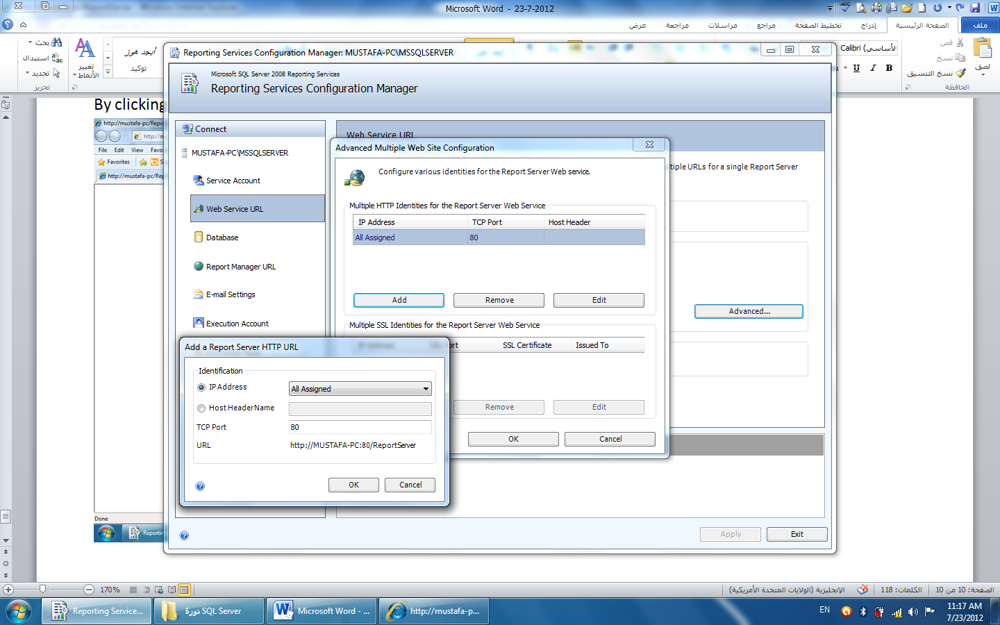 Microsoft Word - 23-7-2012
ملف
الصفحة الرئيسية
إدراج
تخطيط الصفحة
مراجع
مراسلات
مراجعة
عرض
لصق
قص
نسخ
نسخ التنسيق
الحافظة
Calibri (الأساسي)
U I B
أبجد هوز
توكيد
تغيير الأنماط
بحث
استبدال
تحديد
تحرير
By clicking
http://mustafa-pc/Repo
http://m
File Edit View Favo
Favorites
http://mustafa-pc/Rep
Done
Reportin
Reporting Services Configuration Manager: MUSTAFA-PC\MSSQLSERVER
Microsoft SQL Server 2008 Reporting Services
Reporting Services Configuration Manager
Connect
MUSTAFA-PC\MSSQLSERVER
Service Account
Web Service URL
Database
Report Manager URL
E-mail Settings
Execution Account
Web Service URL
tiple URLs for a single Report Server
Advanced...
Apply
Exit
Advanced Multiple Web Site Configuration
Configure various identities for the Report Server Web service.
Multiple HTTP Identities for the Report Server Web Service
IP Address TCP Port Host Header
All Assigned 80
Add Remove Edit
Multiple SSL Identities for the Report Server Web Service
ort SSL Certificate Issued To
Remove Edit
OK Cancel
Add a Report Server HTTP URL
Identification
IP Address All Assigned
Host Header Name
TCP Port 80
URL http://MUSTAFA-PC:80/ReportServer
OK Cancel
170%
الإنجليزية (الولايات المتحدة الأمريكية)
الكلمات: 118
الصفحة: 10 من 10
Reporting Service...
دورة SQL Server
Microsoft Word - ...
http://mustafa-p...
EN
11:17 AM
7/23/2012